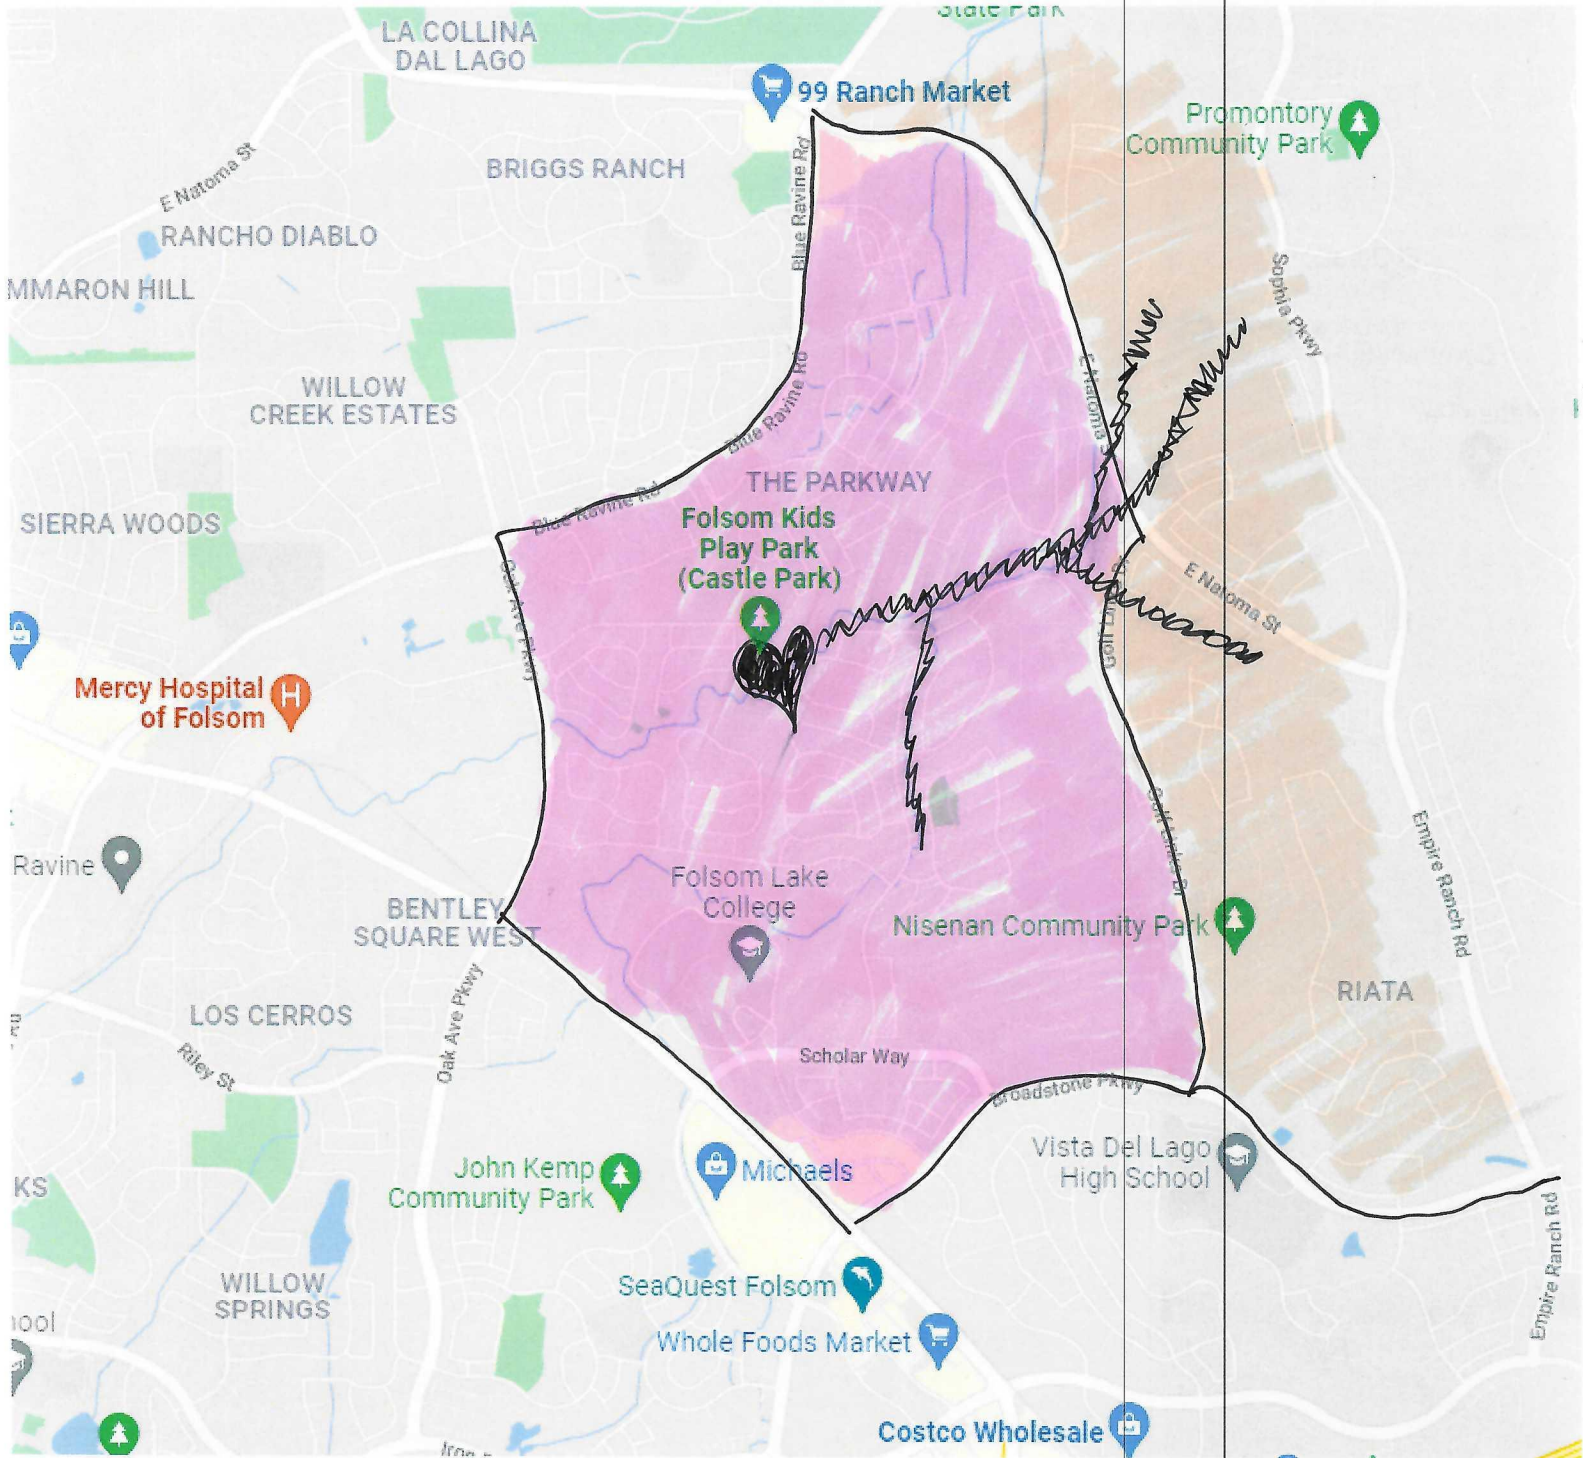 State Park
LA COLLINA
DAL LAGO
99 Ranch Market
Promontory
Community Park
E Natoma St
BRIGGS RANCH
Blue Ravine Rd
RANCHO DIABLO
MMARON HILL
Sophia Pkwy
WILLOW
CREEK ESTATES
Blue Ravine Rd
E Natoma S
Blue Ravine Rd
THE PARKWAY
Blue Ravine Rd
SIERRA WOODS
Folsom Kids
Play Park
(Castle Park)
Oak Ave Pkwy
E Natoma St
Mercy Hospital
of Folsom
Golf Links Dr
Empire Ranch Rd
Ravine
Folsom Lake
College
BENTLEY
SQUARE WEST
Nisenan Community Park
RIATA
LOS CERROS
Oak Ave Pkwy
Riley St
Scholar Way
Broadstone Pkwy
Vista Del Lago
High School
John Kemp
Community Park
Michaels
KS
WILLOW
SPRINGS
SeaQuest Folsom
Empire Ranch Rd
hool
Whole Foods Market
Costco Wholesale